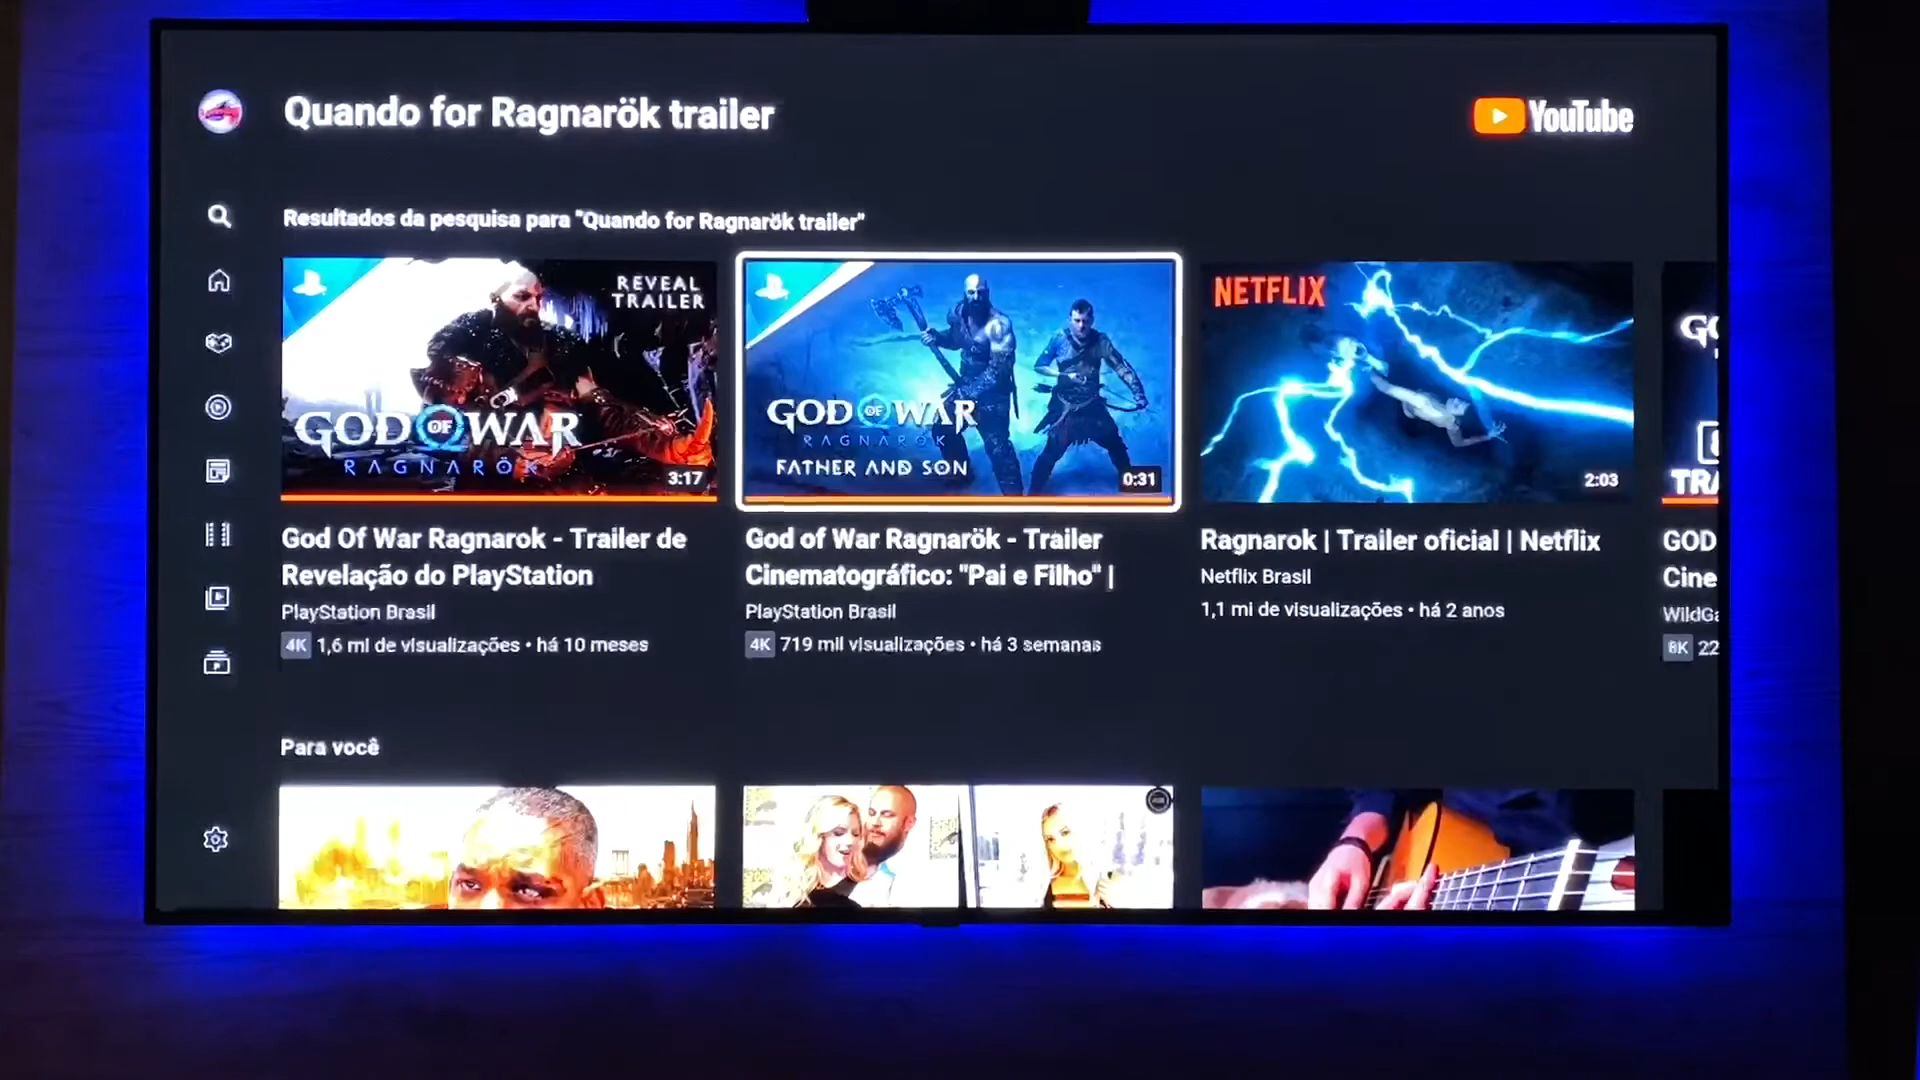 Quando for Ragnarök trailer
YouTube
Resultados da pesquisa para "Quando for Ragnarök trailer"
REVEAL
TRAILER
GOD OF WAR
RAGNARÖK
3:17
GOD OF WAR
RAGNARÖK
FATHER AND SON
0:31
NETFLIX
2:03
GO
TRA
God Of War Ragnarok - Trailer de
Revelação do PlayStation
PlayStation Brasil
4K 1,6 mi de visualizações • há 10 meses
God of War Ragnarök - Trailer
Cinematográfico: "Pai e Filho" |
PlayStation Brasil
4K 719 mil visualizações • há 3 semanas
Ragnarok | Trailer oficial | Netflix
Netflix Brasil
1,1 mi de visualizações • há 2 anos
GOD
Cine
WildGa
8K 22
Para você